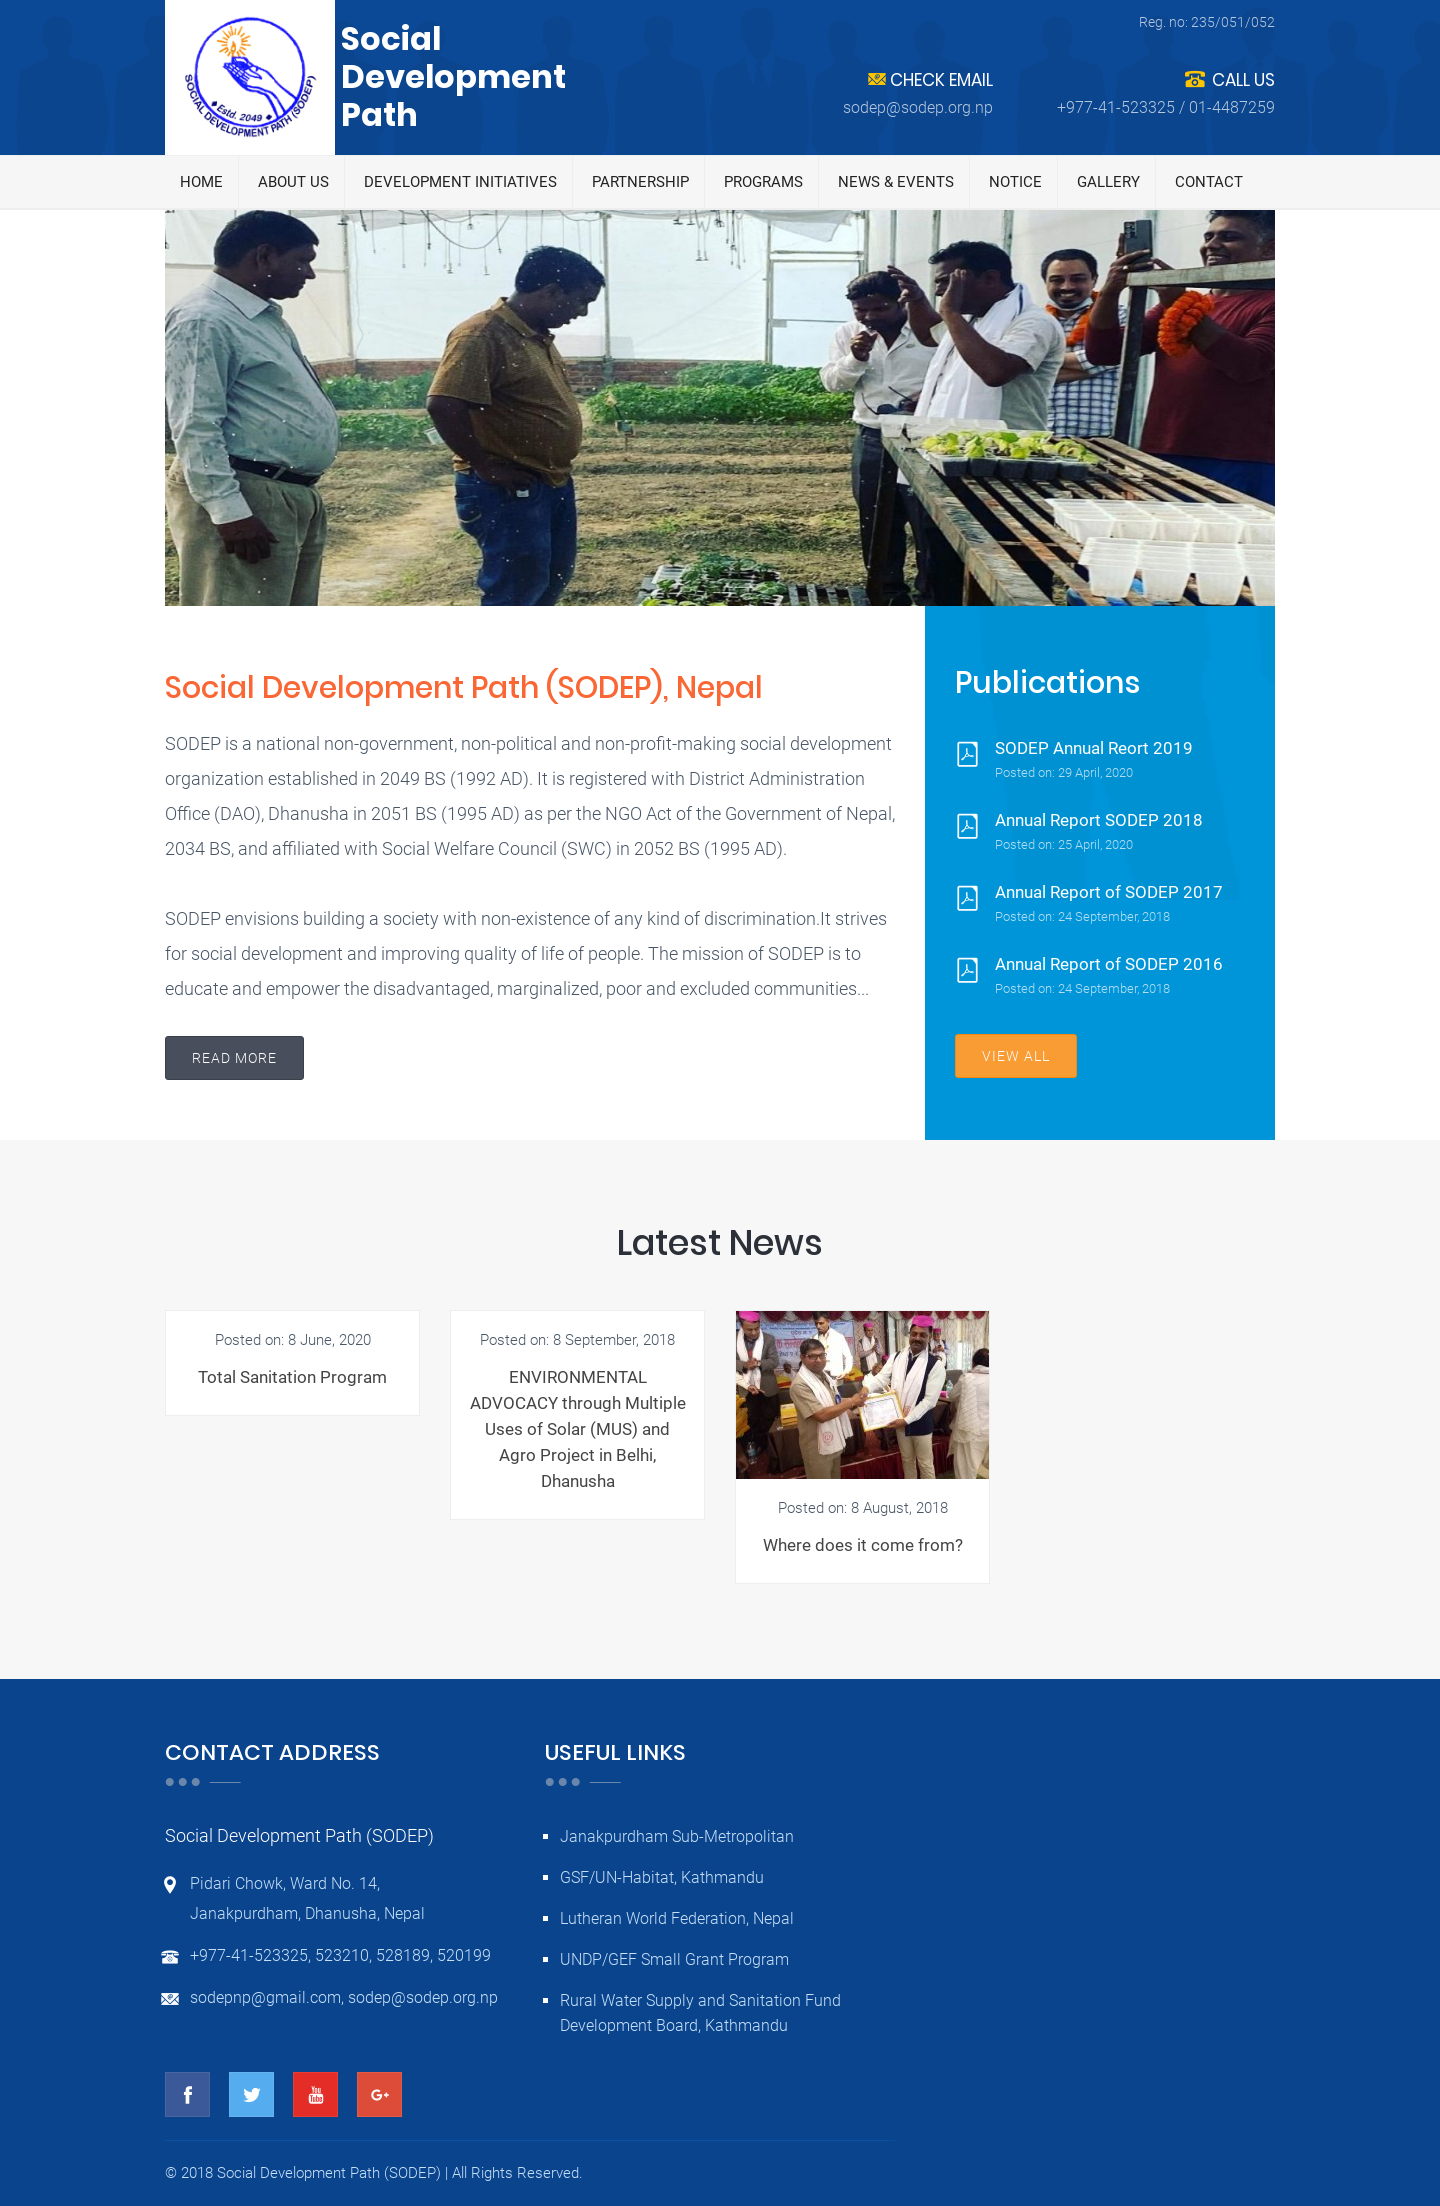 Reg. no: 235/051/052
Social
Development
Path
SOCIAL DEVELOPMENT PATH (SODEP)
Estd. 2049
CHECK EMAIL
sodep@sodep.org.np
CALL US
+977-41-523325 / 01-4487259
HOME
ABOUT US
DEVELOPMENT INITIATIVES
PARTNERSHIP
PROGRAMS
NEWS & EVENTS
NOTICE
GALLERY
CONTACT
Social Development Path (SODEP), Nepal
SODEP is a national non-government, non-political and non-profit-making social development
organization established in 2049 BS (1992 AD). It is registered with District Administration
Office (DAO), Dhanusha in 2051 BS (1995 AD) as per the NGO Act of the Government of Nepal,
2034 BS, and affiliated with Social Welfare Council (SWC) in 2052 BS (1995 AD).
SODEP envisions building a society with non-existence of any kind of discrimination.It strives
for social development and improving quality of life of people. The mission of SODEP is to
educate and empower the disadvantaged, marginalized, poor and excluded communities...
READ MORE
Publications
SODEP Annual Reort 2019
Posted on: 29 April, 2020
Annual Report SODEP 2018
Posted on: 25 April, 2020
Annual Report of SODEP 2017
Posted on: 24 September, 2018
Annual Report of SODEP 2016
Posted on: 24 September, 2018
VIEW ALL
Latest News
Posted on: 8 June, 2020
Total Sanitation Program
Posted on: 8 September, 2018
ENVIRONMENTAL
ADVOCACY through Multiple
Uses of Solar (MUS) and
Agro Project in Belhi,
Dhanusha
Posted on: 8 August, 2018
Where does it come from?
CONTACT ADDRESS
Social Development Path (SODEP)
Pidari Chowk, Ward No. 14,
Janakpurdham, Dhanusha, Nepal
+977-41-523325, 523210, 528189, 520199
sodepnp@gmail.com, sodep@sodep.org.np
USEFUL LINKS
Janakpurdham Sub-Metropolitan
GSF/UN-Habitat, Kathmandu
Lutheran World Federation, Nepal
UNDP/GEF Small Grant Program
Rural Water Supply and Sanitation Fund
Development Board, Kathmandu
© 2018 Social Development Path (SODEP) | All Rights Reserved.